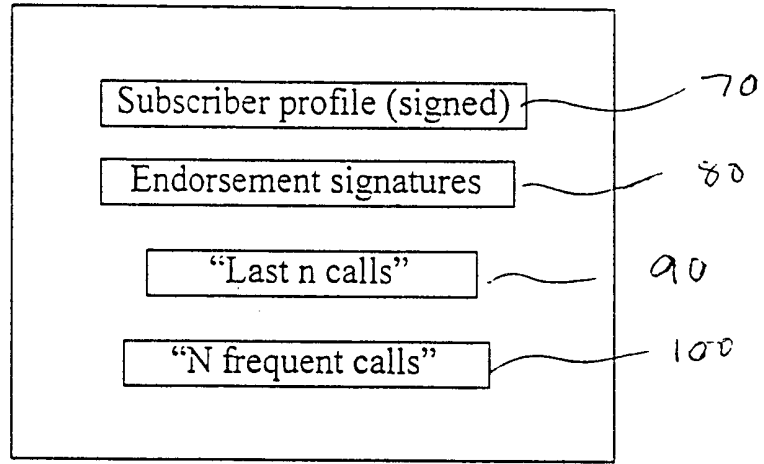 Subscriber profile (signed) 70
Endorsement signatures 80
“Last n calls” 90
“N frequent calls” 100